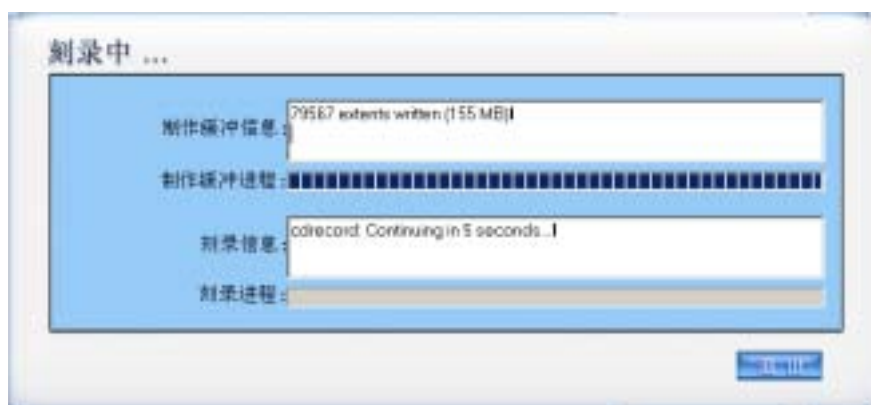 刻录中 ...
制作缓冲信息: 79567 extents written (155 MB)
制作缓冲进程:
刻录信息: cdrecord: Continuing in 5 seconds...
刻录进程: